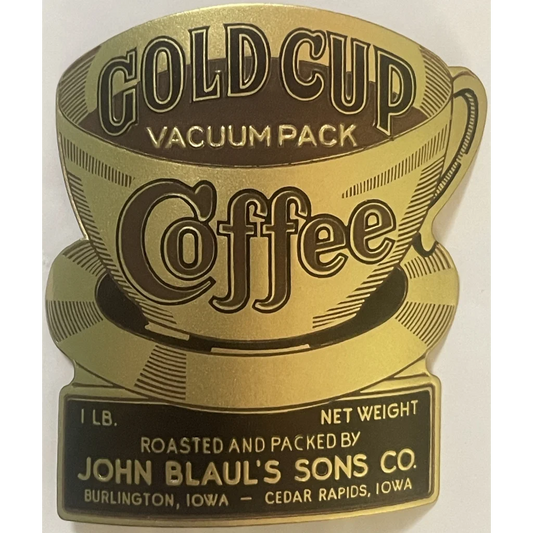 GOLD CUP
VACUUM PACK
Coffee
1 LB. NET WEIGHT
ROASTED AND PACKED BY
JOHN BLAUL'S SONS CO.
BURLINGTON, IOWA — CEDAR RAPIDS, IOWA